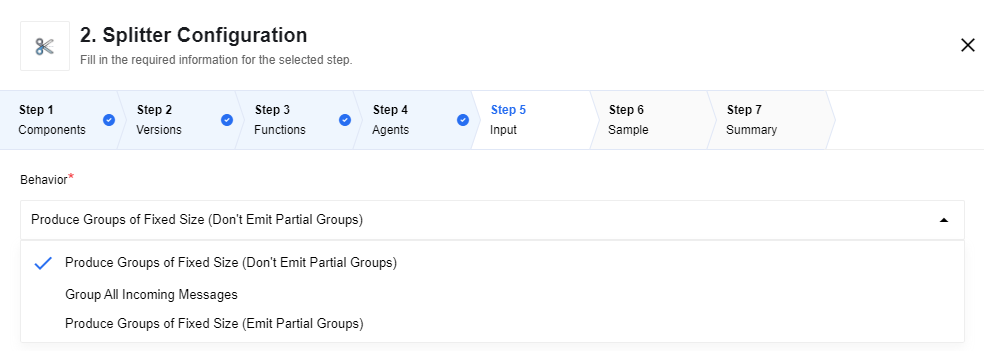 2. Splitter Configuration
Fill in the required information for the selected step.
Step 1
Components
Step 2
Versions
Step 3
Functions
Step 4
Agents
Step 5
Input
Step 6
Sample
Step 7
Summary
Behavior*
Produce Groups of Fixed Size (Don't Emit Partial Groups)
Produce Groups of Fixed Size (Don't Emit Partial Groups)
Group All Incoming Messages
Produce Groups of Fixed Size (Emit Partial Groups)